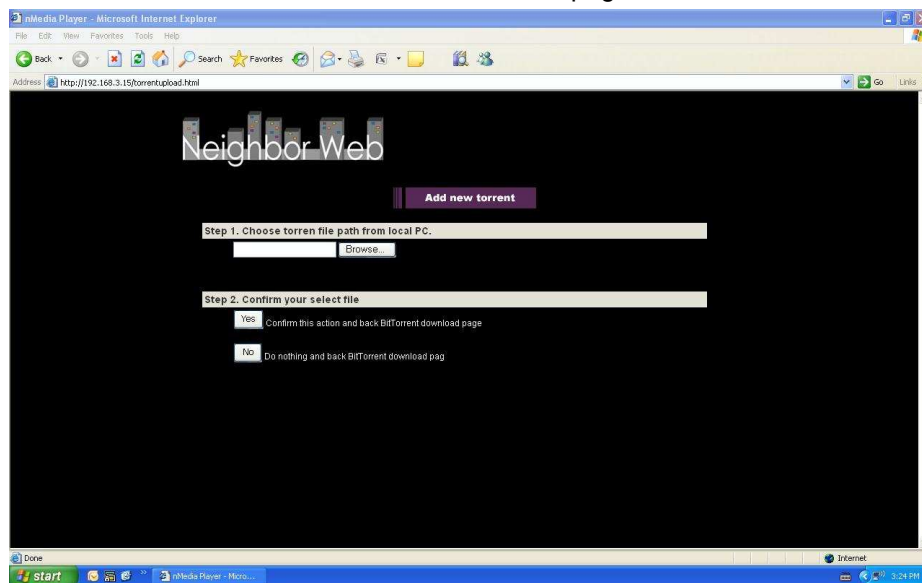 nMedia Player - Microsoft Internet Explorer
File Edit View Favorites Tools Help
Back Search Favorites
Address http://192.168.3.15/torrentupload.html Go Links
Neighbor Web
Add new torrent
Step 1. Choose torren file path from local PC.
Browse...
Step 2. Confirm your select file
Yes Confirm this action and back BitTorrent download page
No Do nothing and back BitTorrent download pag
Done Internet
start nMedia Player - Micro... 3:24 PM